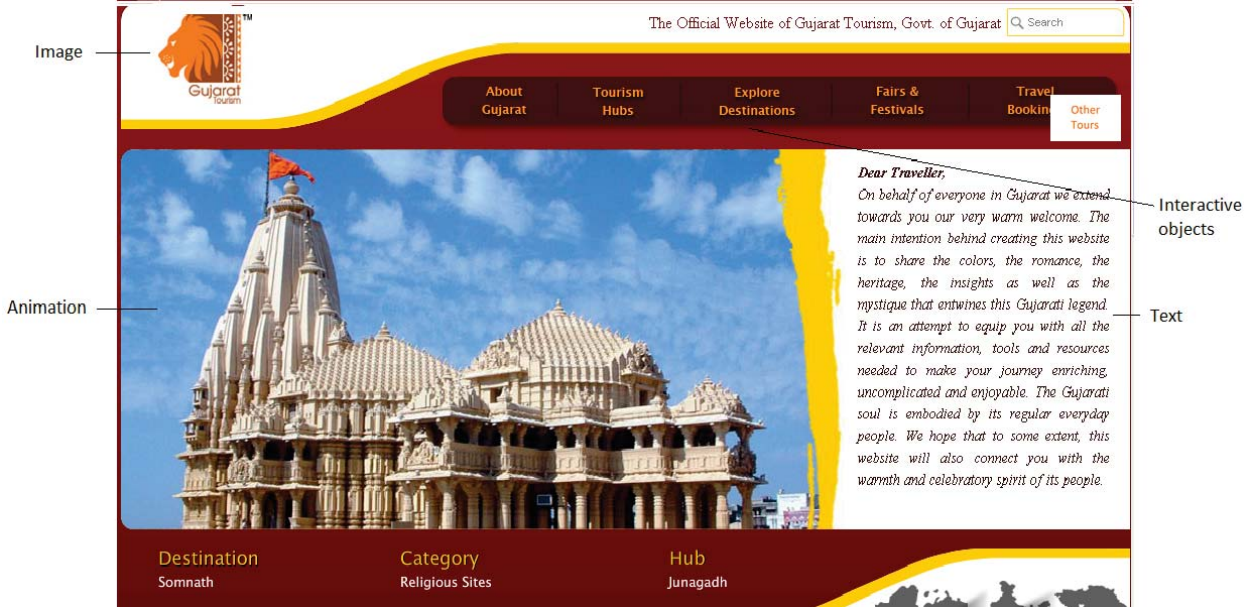 The Official Website of Gujarat Tourism, Govt. of Gujarat
Search
TM
Image
Gujarat
Tourism
About
Gujarat
Tourism
Hubs
Explore
Destinations
Fairs &
Festivals
Travel
Bookin
Other
Tours
Dear Traveller,
On behalf of everyone in Gujarat we extend
towards you our very warm welcome. The
main intention behind creating this website
is to share the colors, the romance, the
heritage, the insights as well as the
mystique that entwines this Gujarati legend.
It is an attempt to equip you with all the
relevant information, tools and resources
needed to make your journey enriching,
uncomplicated and enjoyable. The Gujarati
soul is embodied by its regular everyday
people. We hope that to some extent, this
website will also connect you with the
warmth and celebratory spirit of its people.
Interactive
objects
Animation
Text
Destination
Somnath
Category
Religious Sites
Hub
Junagadh